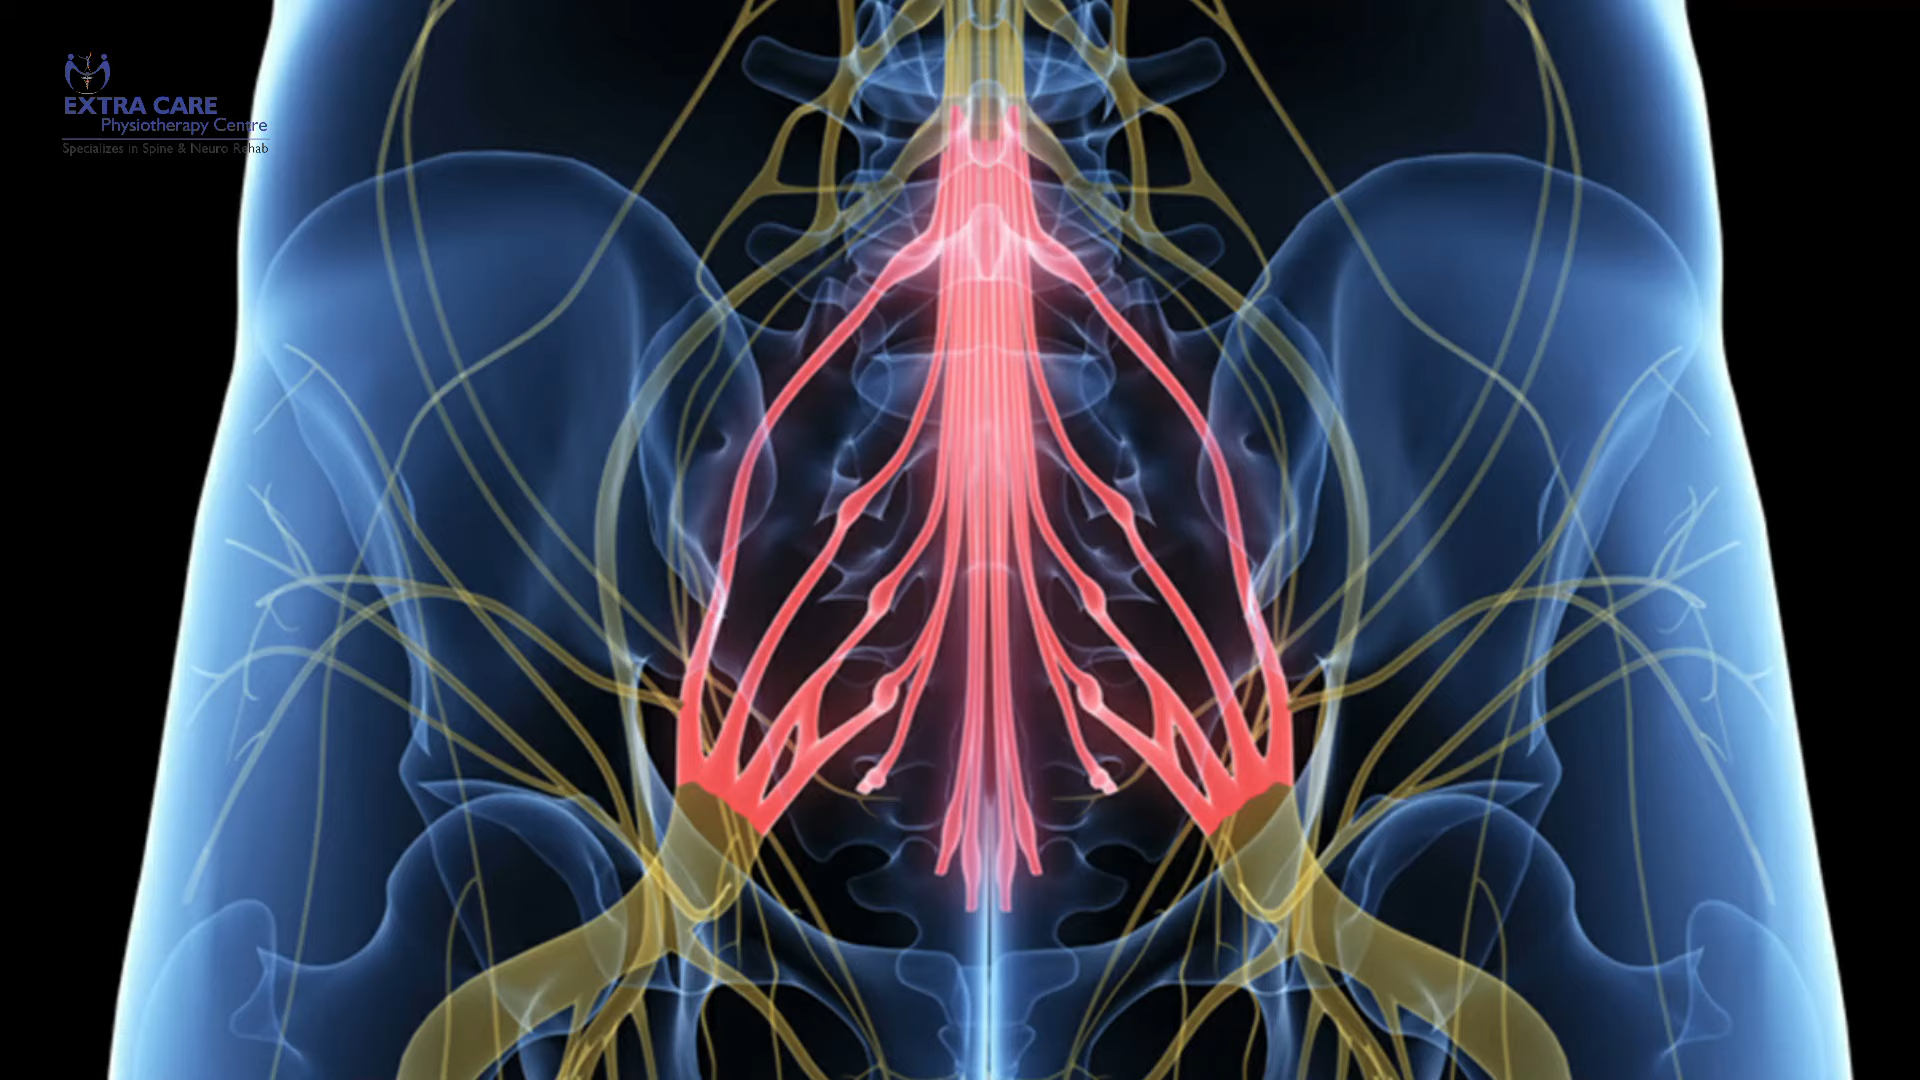 EXTRA CARE
Physiotherapy Centre
Specializes in Spine & Neuro Rehab